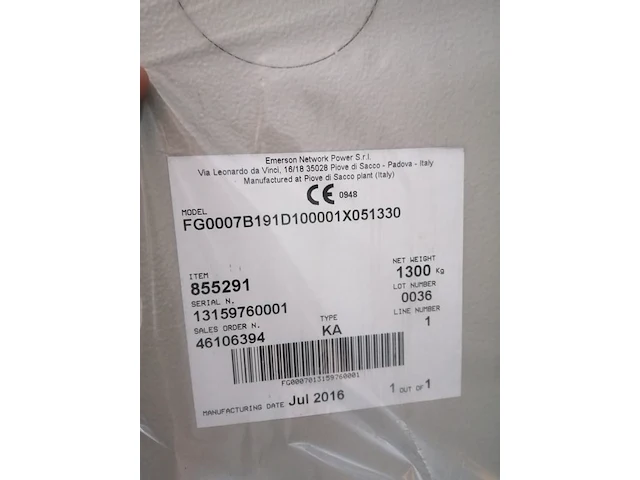 Emerson Network Power S.r.l.
Via Leonardo da Vinci, 16/18 35028 Piove di Sacco - Padova - Italy
Manufactured at Piove di Sacco plant (Italy)
CE 0948
MODEL
FG0007B191D100001X051330
ITEM
855291
NET WEIGHT
1300 Kg
SERIAL N.
13159760001
LOT NUMBER
0036
SALES ORDER N.
46106394
TYPE
KA
LINE NUMBER
1
FG0007013159760001
MANUFACTURING DATE Jul 2016
1 OUT OF 1